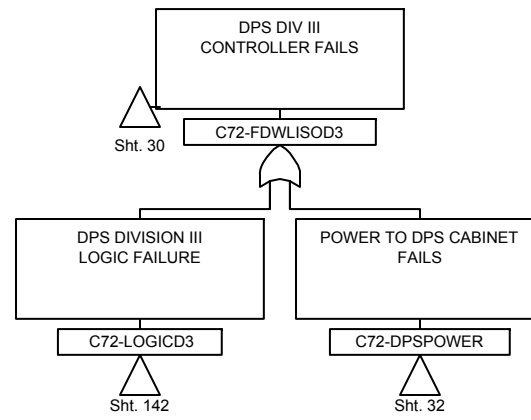 DPS DIV III
CONTROLLER FAILS
C72-FDWLISOD3
Sht. 30
DPS DIVISION III
LOGIC FAILURE
C72-LOGICD3
Sht. 142
POWER TO DPS CABINET
FAILS
C72-DPSPOWER
Sht. 32